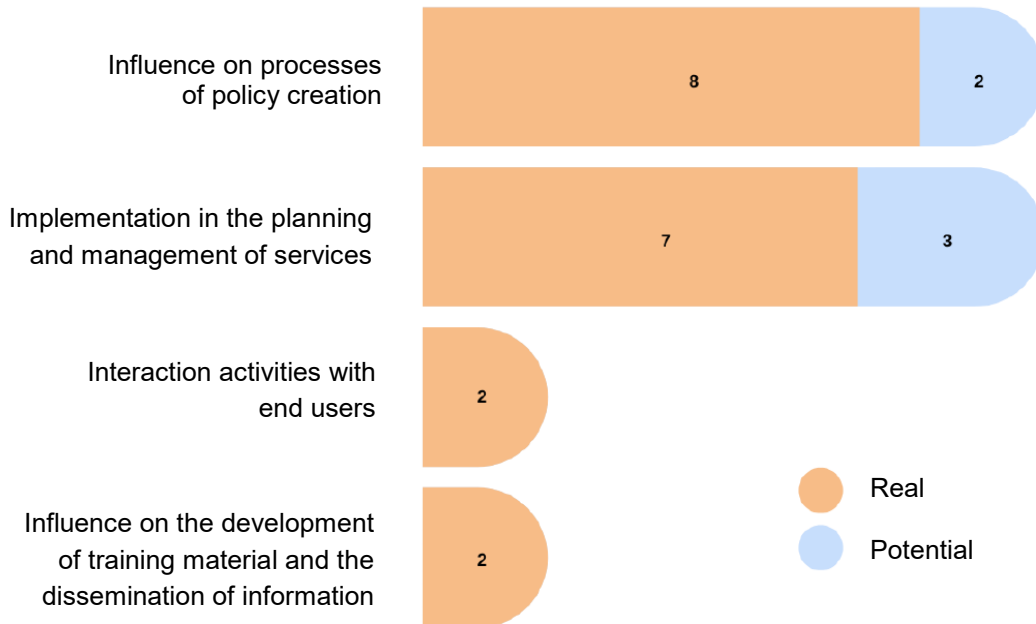 Influence on processes
of policy creation
8
2
Implementation in the planning
and management of services
7
3
Interaction activities with
end users
2
Influence on the development
of training material and the
dissemination of information
2
Real
Potential